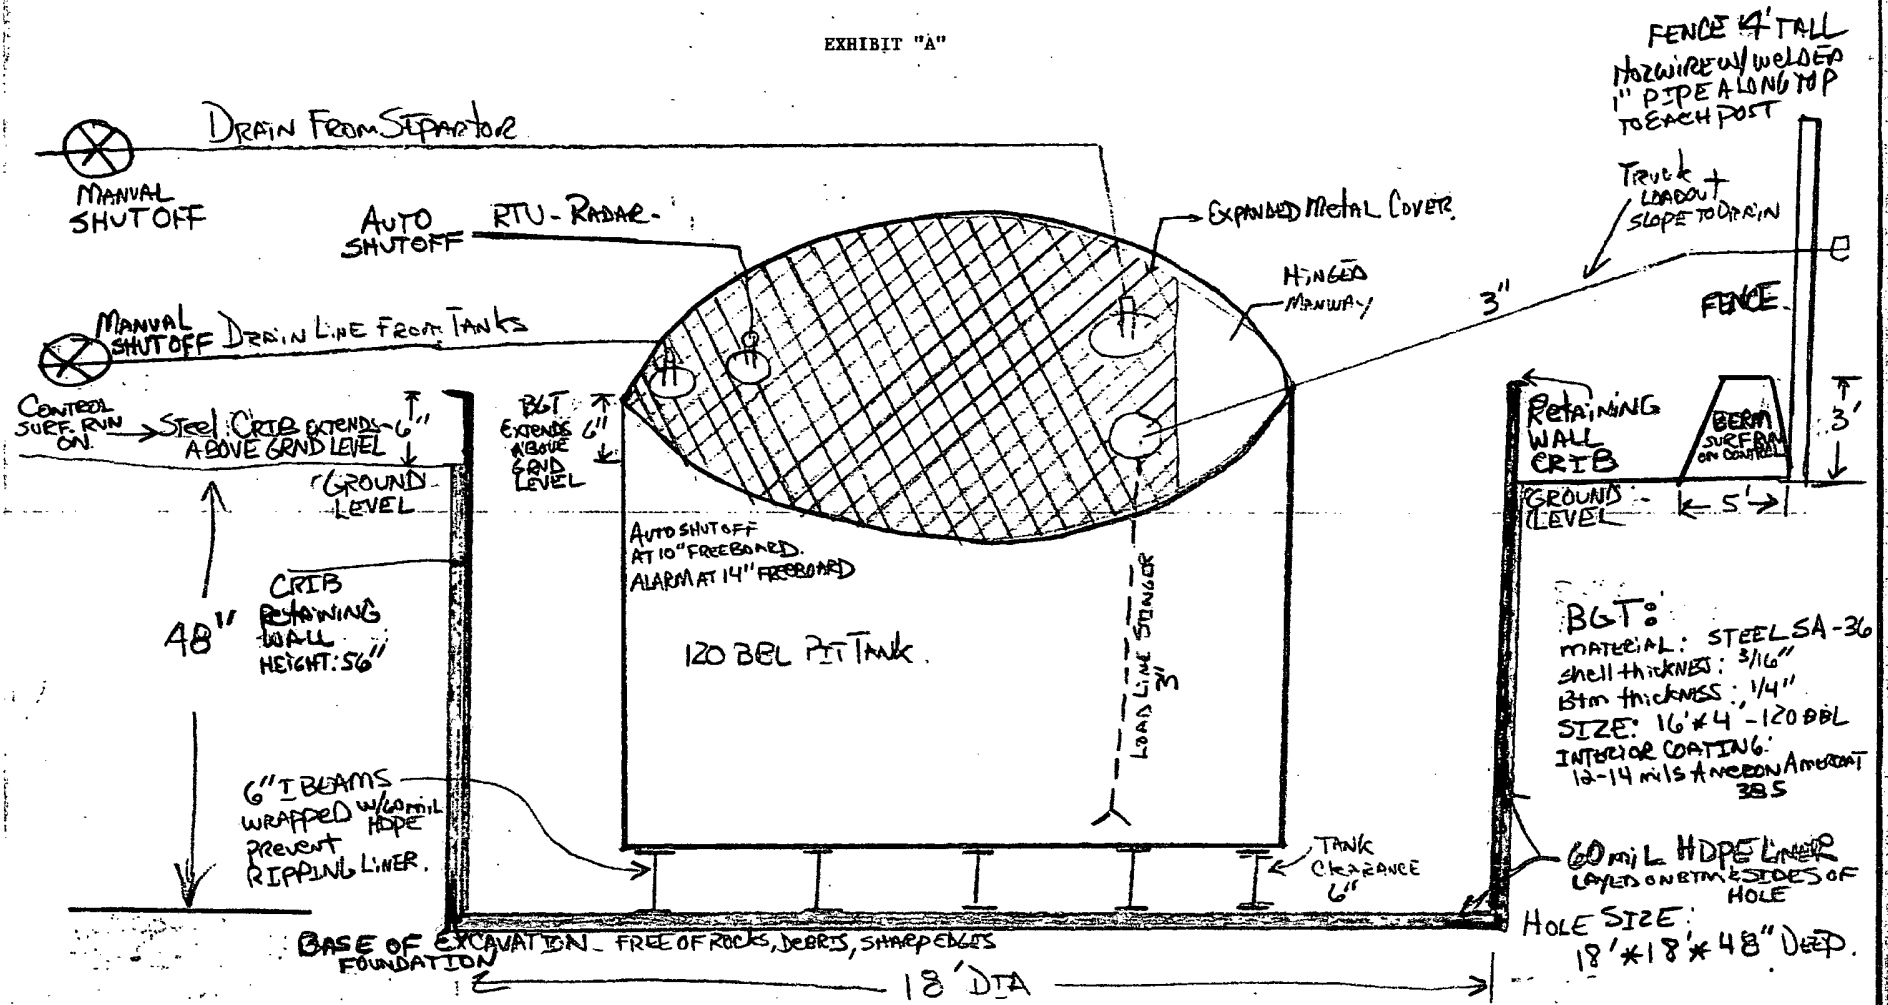 EXHIBIT "A"
FENCE 4' TALL
HOZWIRE W/ WELDED
1" PIPE ALONG TOP
TO EACH POST
DRAIN FROM SEPARTOR
MANUAL
SHUTOFF
AUTO
SHUTOFF
RTU - RADAR -
EXPANDED METAL COVER.
TRUCK
LOADOUT
SLOPE TO DRAIN
HINGED
MANWAY
3"
FENCE.
MANUAL
SHUTOFF
DRAIN LINE FROM TANKS
CONTROL
SURF. RUN
ON.
STEEL CRIB EXTENDS
ABOVE GRND LEVEL
6"
BGT
EXTENDS
ABOVE
GRND
LEVEL
6"
GROUND
LEVEL
RETAINING
WALL
CRIB
BERM
SURF RUN
ON CONTROL
3'
5'
GROUND
LEVEL
AUTO SHUTOFF
AT 10" FREEBOARD.
ALARM AT 14" FREEBOARD
48"
CRIB
RETAINING
WALL
HEIGHT: 56"
120 BBL PIT TANK.
LOAD LINE STINGER
3"
BGT:
MATERIAL: STEEL SA-36
shell thickness: 3/16"
Btm thickness: 1/4"
SIZE: 16'*4'-120 BBL
INTERIOR COATING:
12-14 mils AMERON AMERCOAT
385
6" I BEAMS
WRAPPED W/60 MIL
HDPE
PREVENT
RIPPING LINER.
TANK
CLEARANCE
6"
60 MIL HDPE LINER
LAYED ON BTM & SIDES OF
HOLE
HOLE SIZE:
18'*18'*48" DEEP.
BASE OF EXCAVATION - FREE OF ROCKS, DEBRIS, SHARP EDGES
FOUNDATION
18' DIA